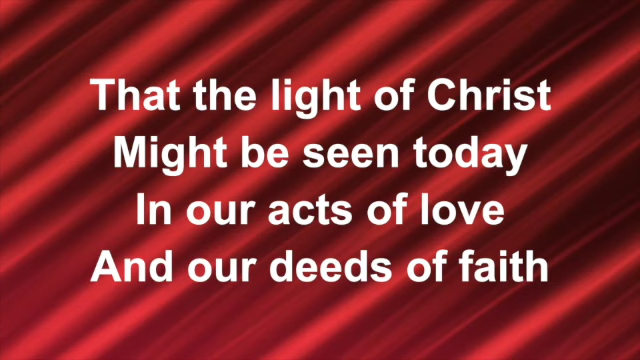 That the light of Christ
Might be seen today
In our acts of love
And our deeds of faith